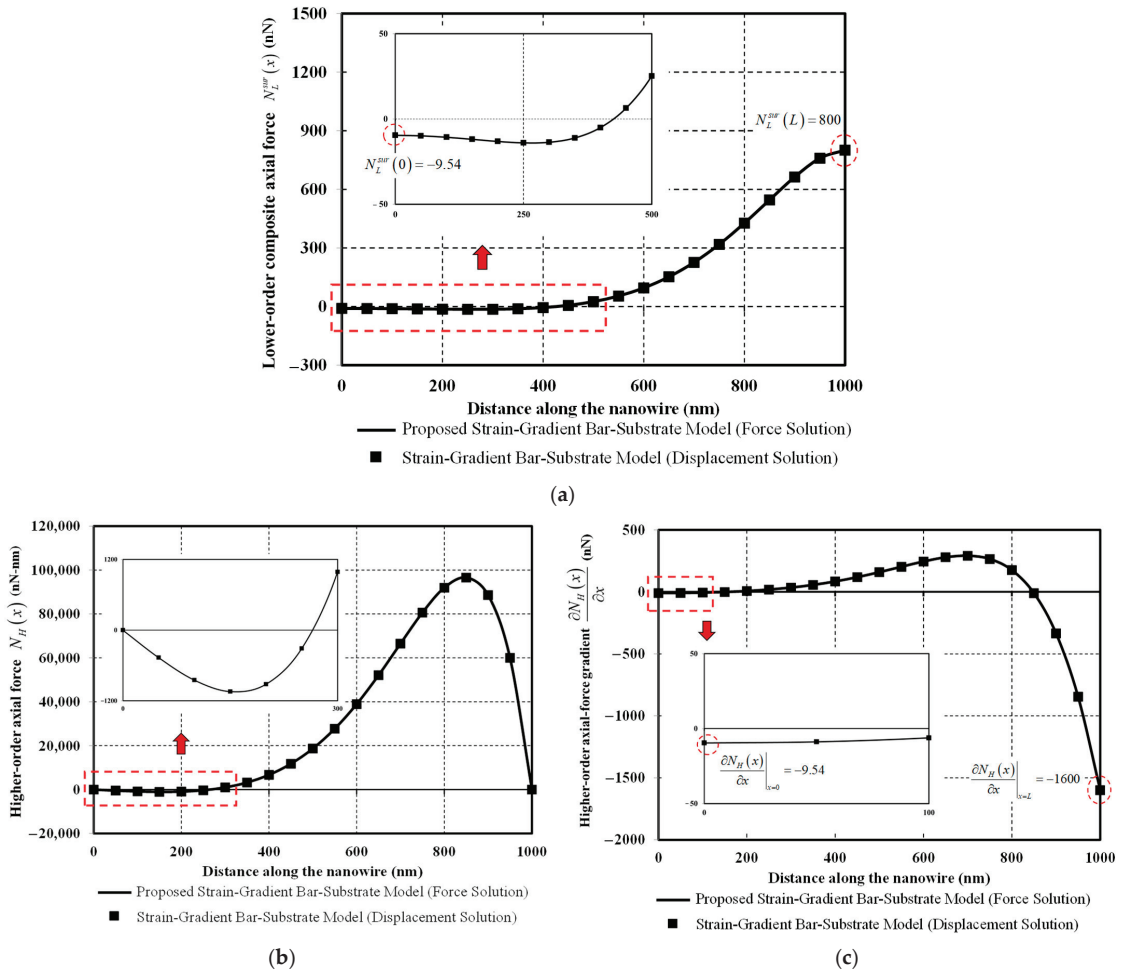 Lower-order composite axial force N_L^{sur}(x) (nN)
1500
1200
900
600
300
0
−300
50
0
−50
0
250
500
N_L^{sur}(0) = −9.54
N_L^{sur}(L) = 800
0
200
400
600
800
1000
Distance along the nanowire (nm)
Proposed Strain-Gradient Bar-Substrate Model (Force Solution)
Strain-Gradient Bar-Substrate Model (Displacement Solution)
(a)
Higher-order axial force N_H(x) (nN-nm)
120,000
100,000
80,000
60,000
40,000
20,000
0
−20,000
1200
0
−1200
0
300
0
200
400
600
800
1000
Distance along the nanowire (nm)
Proposed Strain-Gradient Bar-Substrate Model (Force Solution)
Strain-Gradient Bar-Substrate Model (Displacement Solution)
(b)
Higher-order axial-force gradient ∂N_H(x)/∂x (nN)
500
0
−500
−1000
−1500
−2000
50
0
−50
0
100
∂N_H(x)/∂x|_{x=0} = −9.54
∂N_H(x)/∂x|_{x=L} = −1600
0
200
400
600
800
1000
Distance along the nanowire (nm)
Proposed Strain-Gradient Bar-Substrate Model (Force Solution)
Strain-Gradient Bar-Substrate Model (Displacement Solution)
(c)